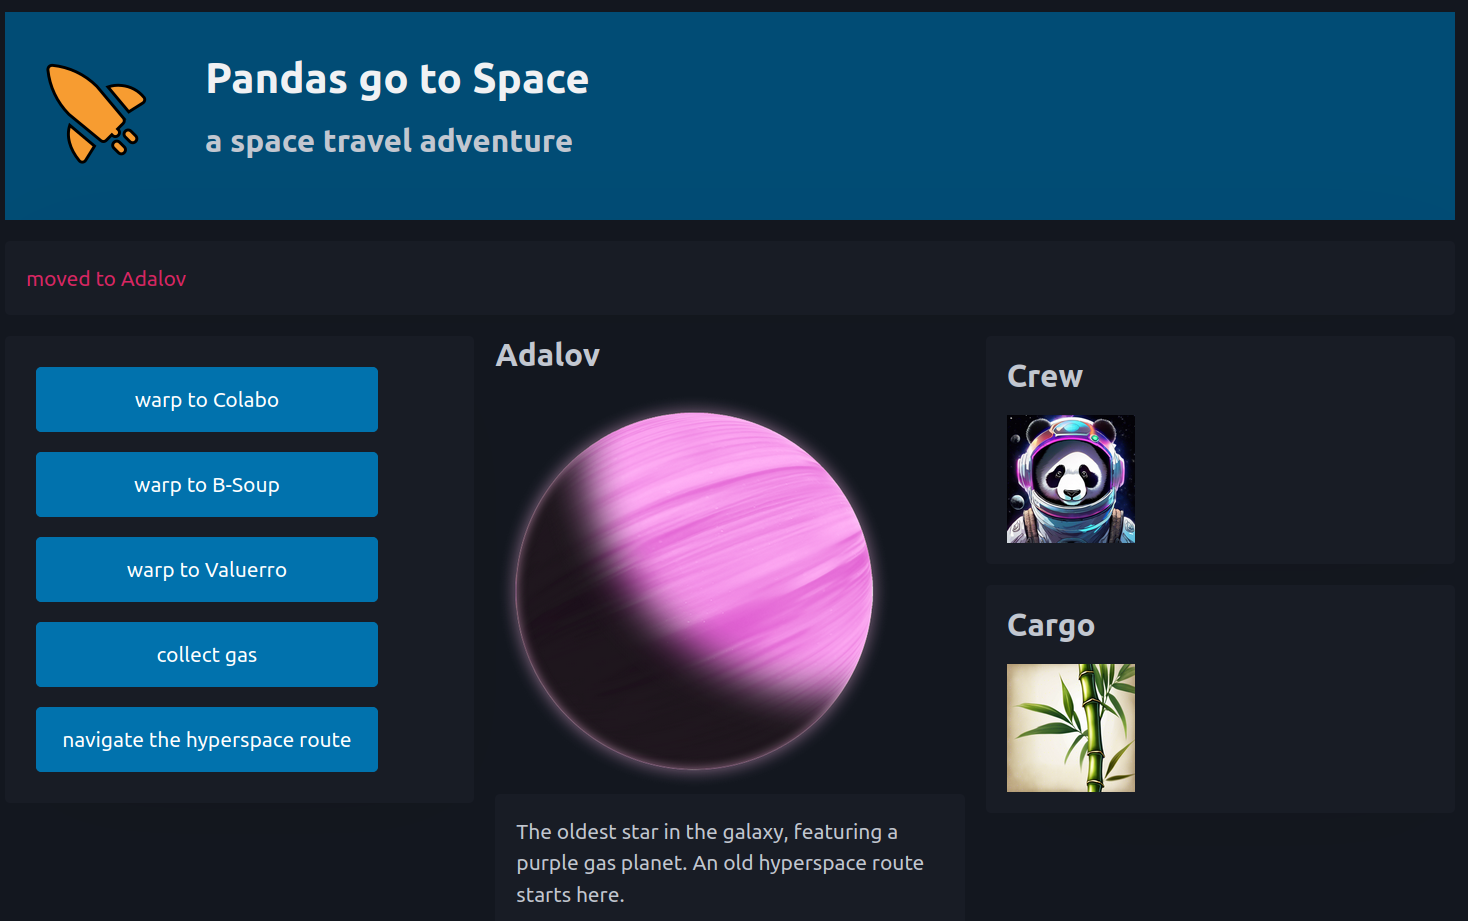 Pandas go to Space
a space travel adventure
moved to Adalov
warp to Colabo
warp to B-Soup
warp to Valuerro
collect gas
navigate the hyperspace route
Adalov
The oldest star in the galaxy, featuring a
purple gas planet. An old hyperspace route
starts here.
Crew
Cargo